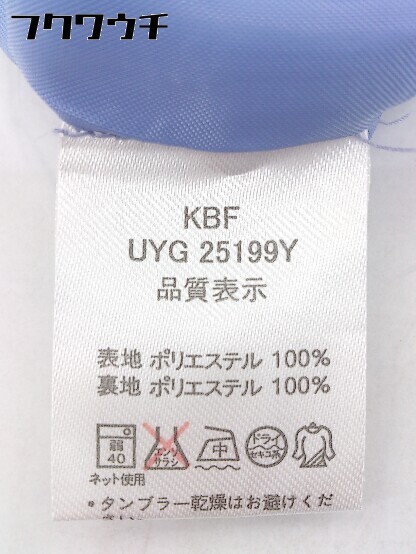 フクワウチ
KBF
UYG 25199Y
品質表示
表地 ポリエステル 100%
裏地 ポリエステル 100%
弱
40
エンソ
サラシ
中
ドライ
セキユ系
ネット使用
・タンブラー乾燥はお避けくだ
さい。